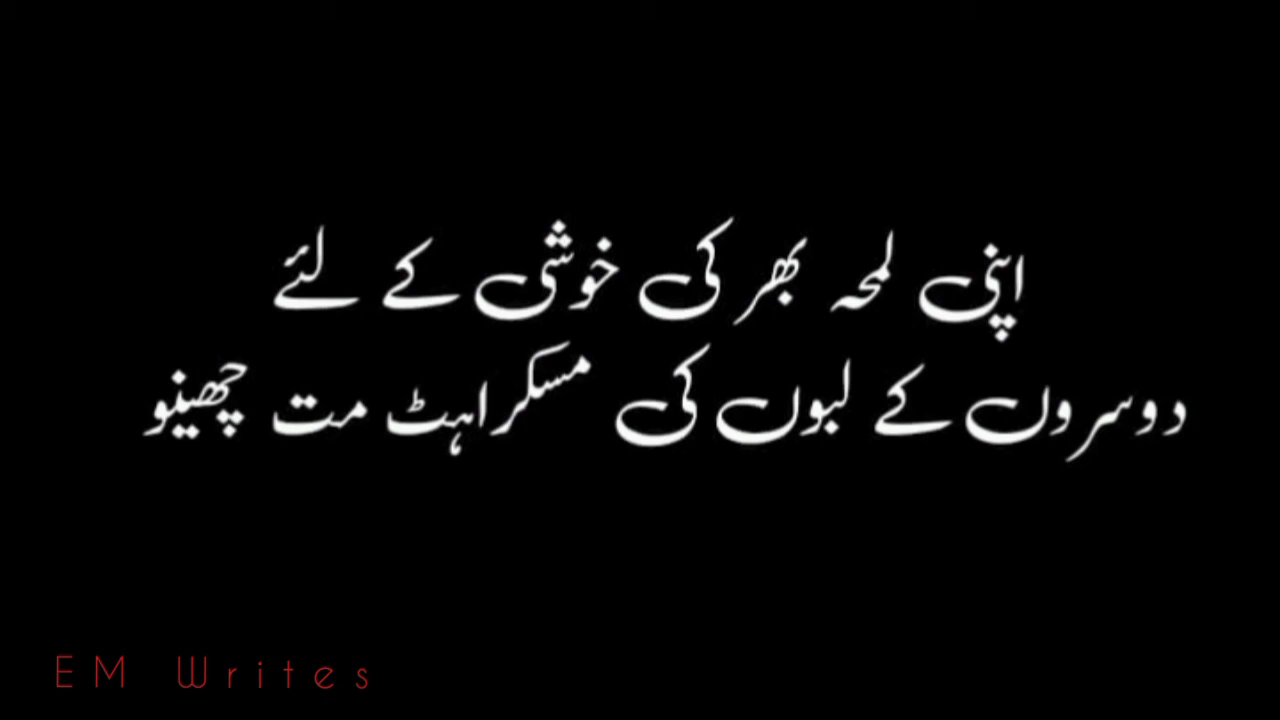 اپنی لمحہ بھر کی خوشی کے لئے
دوسروں کے لبوں کی مسکراہٹ مت چھینو
EM Writes